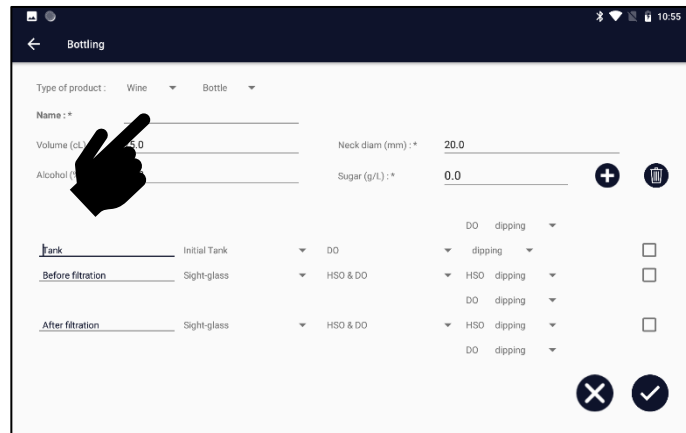 10:55
Bottling
Type of product : Wine Bottle
Name : *
Volume (cL) 5.0 Neck diam (mm) : * 20.0
Alcohol (% Sugar (g/L) : * 0.0
DO dipping
Tank Initial Tank DO dipping
Before filtration Sight-glass HSO & DO HSO dipping
DO dipping
After filtration Sight-glass HSO & DO HSO dipping
DO dipping